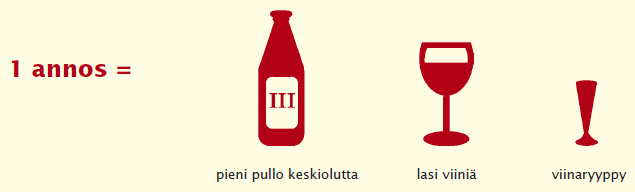 1 annos =
III
pieni pullo keskiolutta
lasi viiniä
viinaryyppy